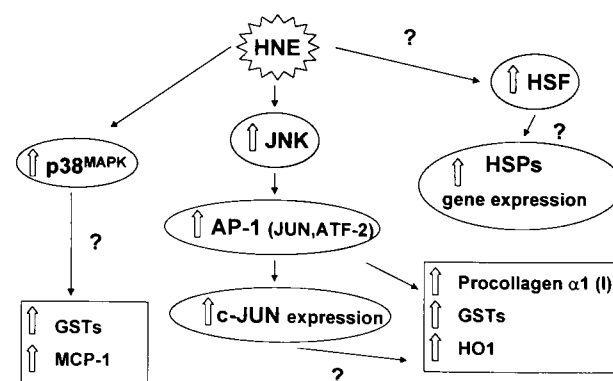 HNE
?
⇧ HSF
?
⇧ JNK
⇧ p38MAPK
⇧ HSPs
gene expression
⇧ AP-1 (JUN,ATF-2)
?
⇧ Procollagen α1 (I)
⇧ GSTs
⇧ HO1
⇧ c-JUN expression
⇧ GSTs
⇧ MCP-1
?